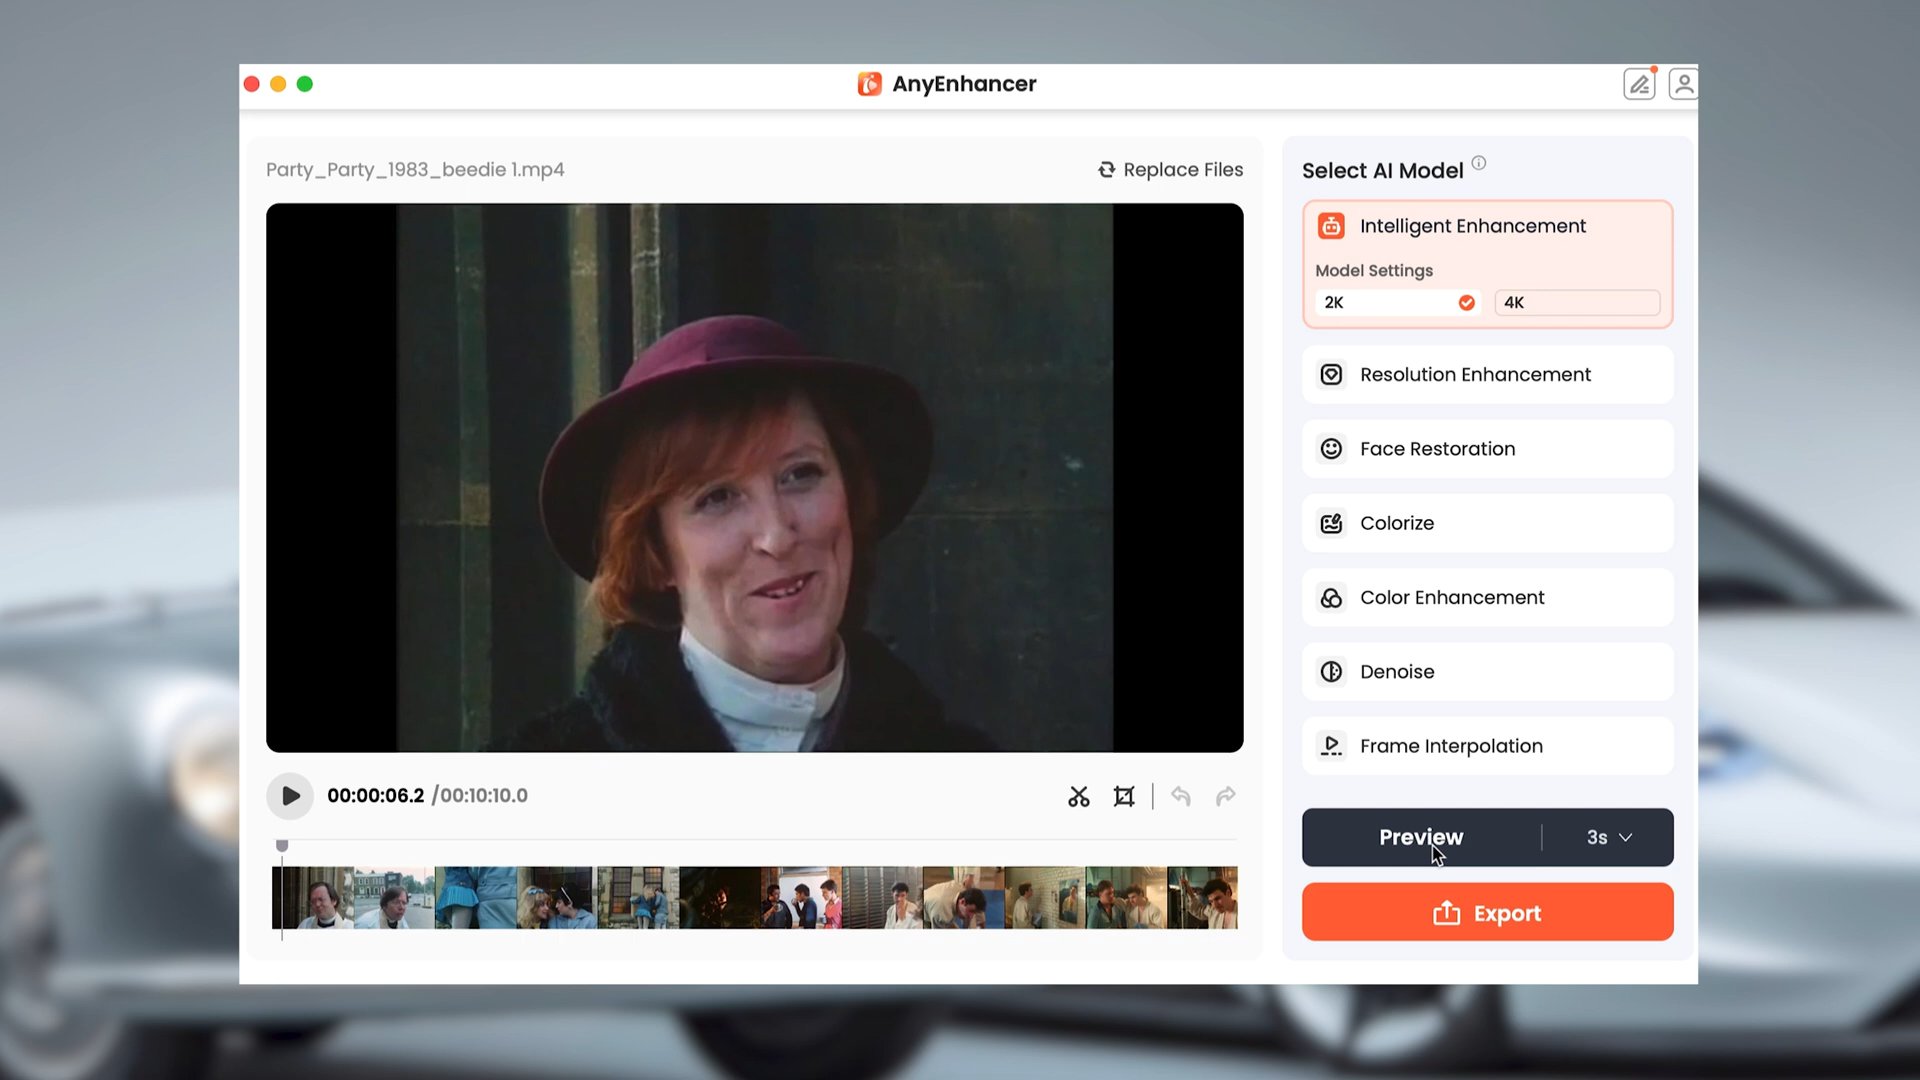 AnyEnhancer
Party_Party_1983_beedie 1.mp4
Replace Files
Select AI Model
Intelligent Enhancement
Model Settings
2K
4K
Resolution Enhancement
Face Restoration
Colorize
Color Enhancement
Denoise
Frame Interpolation
00:00:06.2 /00:10:10.0
Preview
3s
Export